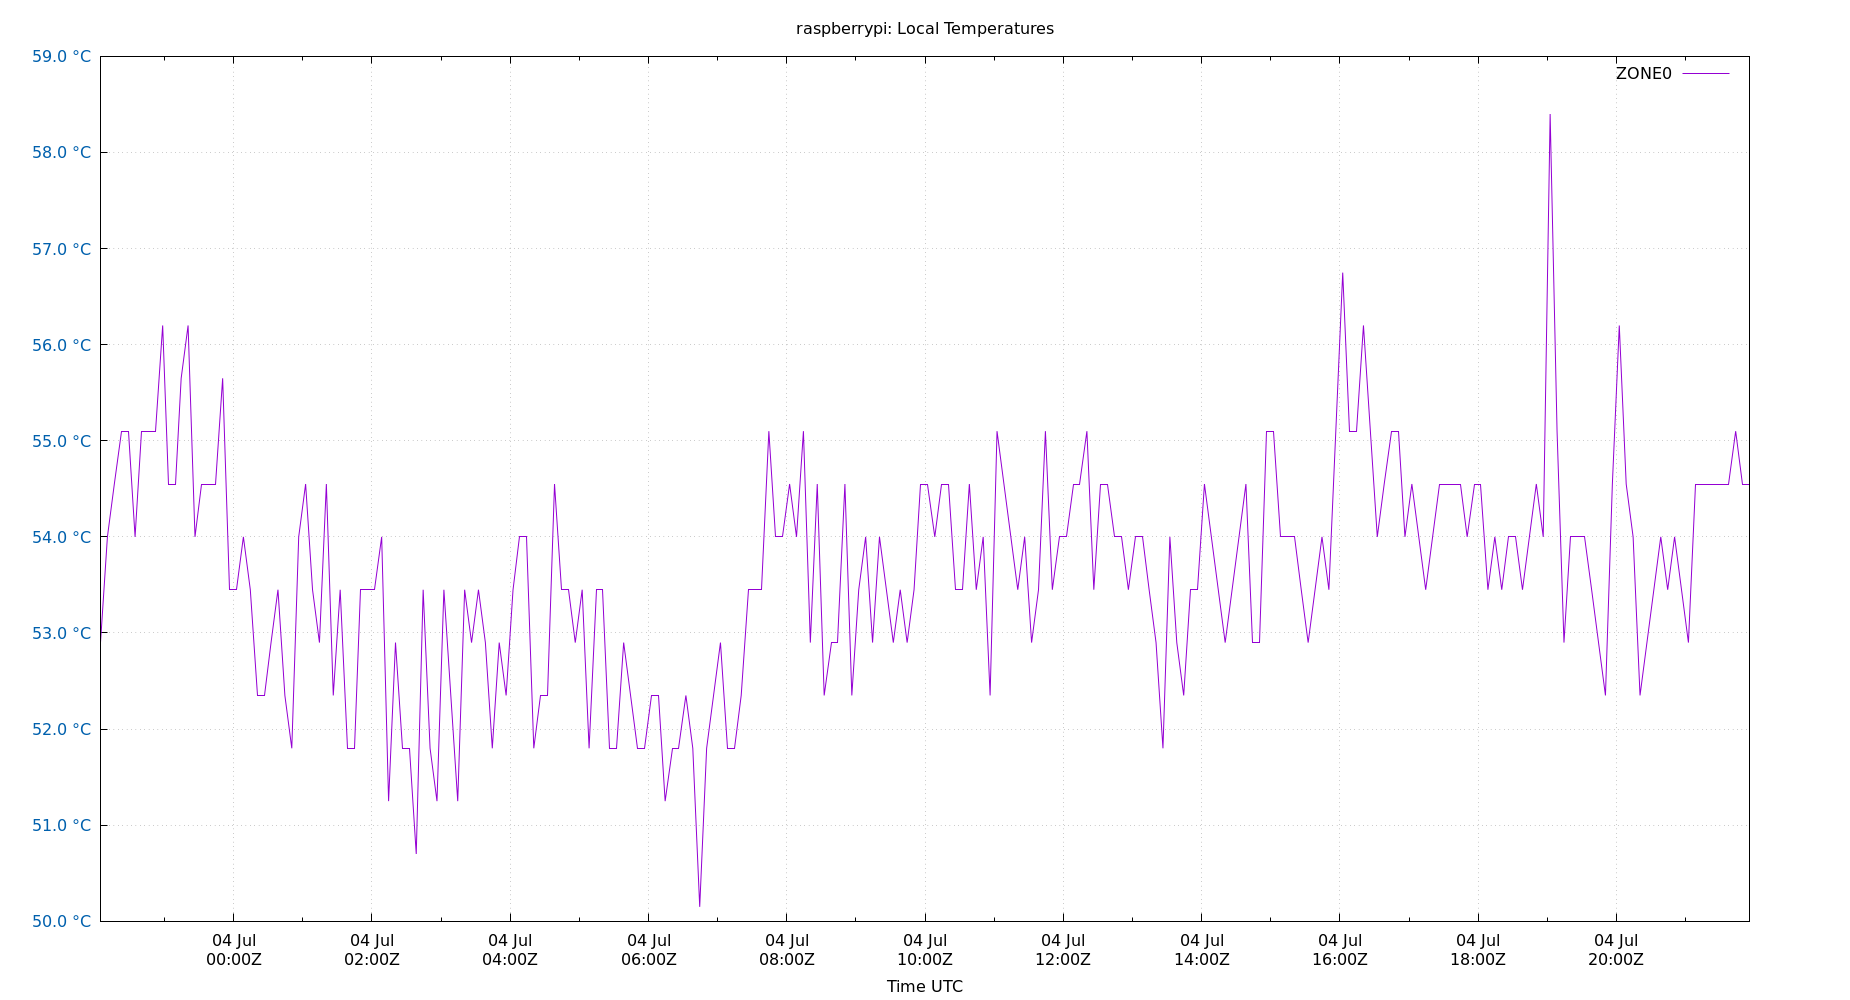 raspberrypi: Local Temperatures
59.0 °C
58.0 °C
57.0 °C
56.0 °C
55.0 °C
54.0 °C
53.0 °C
52.0 °C
51.0 °C
50.0 °C
ZONE0
04 Jul 04 Jul 04 Jul 04 Jul 04 Jul 04 Jul 04 Jul 04 Jul 04 Jul 04 Jul 04 Jul
00:00Z 02:00Z 04:00Z 06:00Z 08:00Z 10:00Z 12:00Z 14:00Z 16:00Z 18:00Z 20:00Z
Time UTC